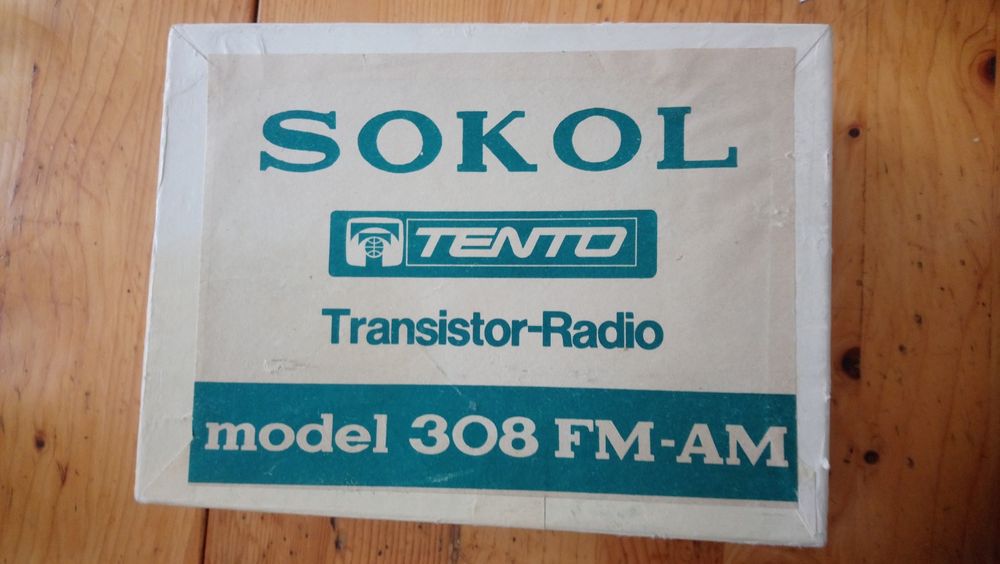 SOKOL
TENTO
Transistor-Radio
model 308 FM-AM